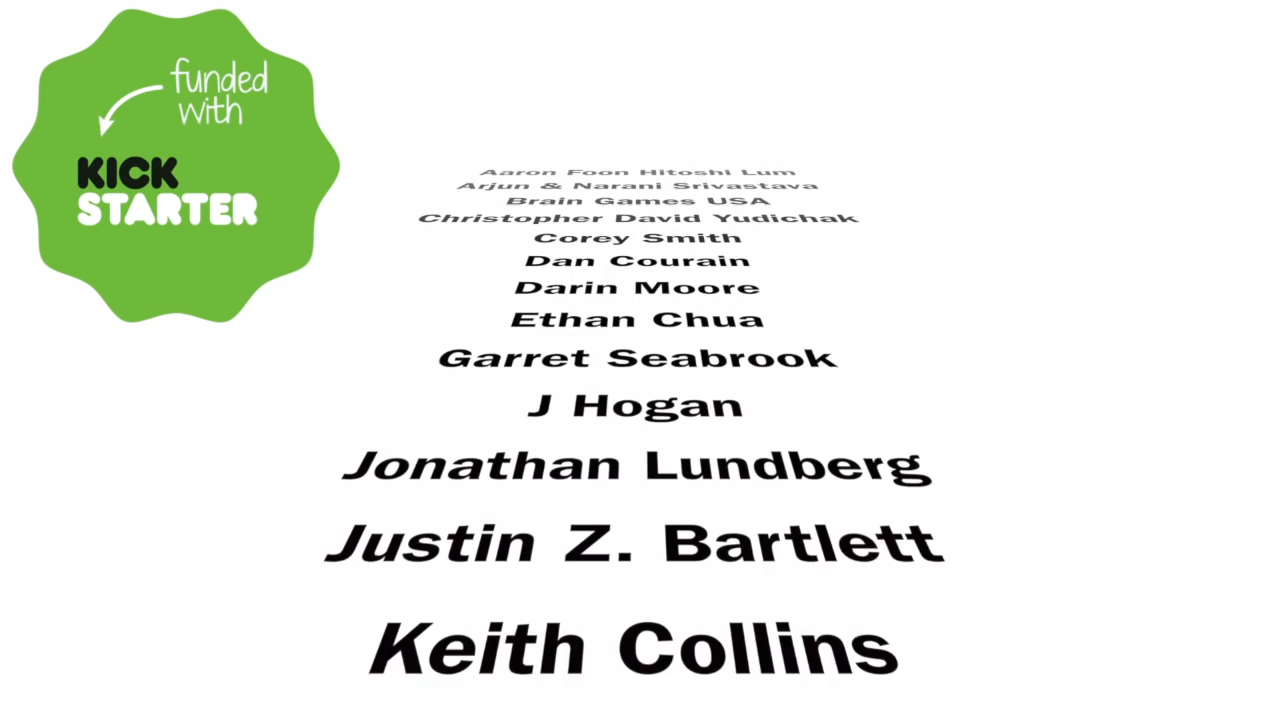 funded
with
KICK
STARTER
Aaron Foon Hitoshi Lum
Arjun & Narani Srivastava
Brain Games USA
Christopher David Yudichak
Corey Smith
Dan Courain
Darin Moore
Ethan Chua
Garret Seabrook
J Hogan
Jonathan Lundberg
Justin Z. Bartlett
Keith Collins